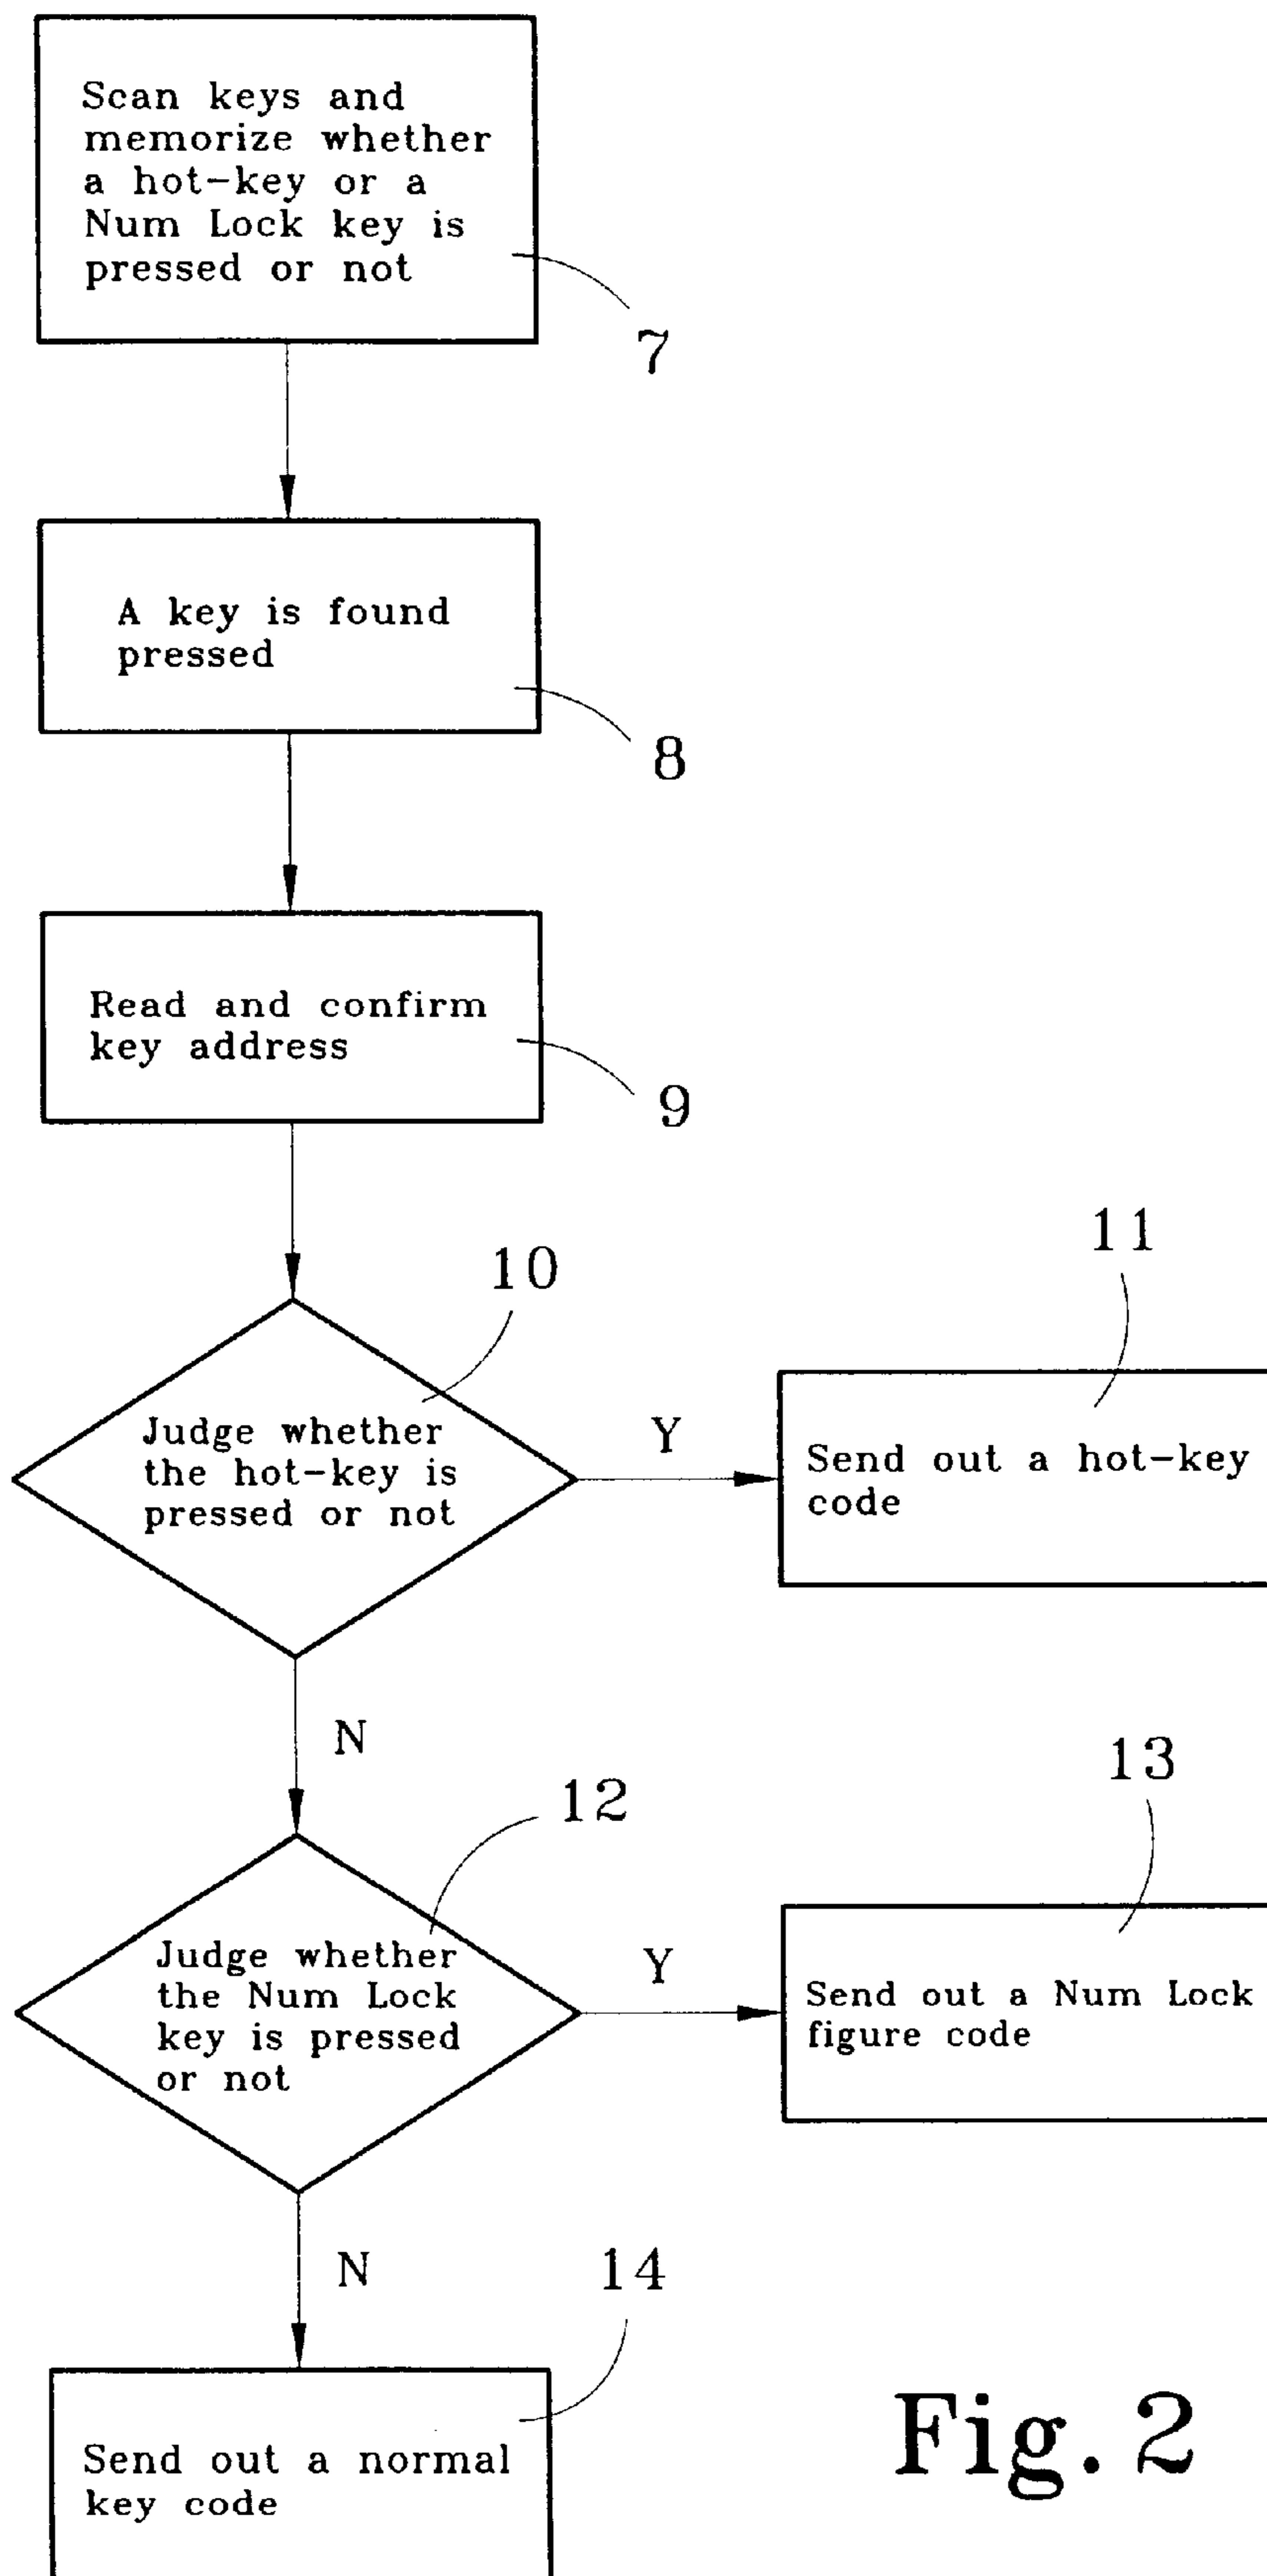 Scan keys and
memorize whether
a hot-key or a
Num Lock key is
pressed or not
7
A key is found
pressed
8
Read and confirm
key address
9
10
Judge whether
the hot-key is
pressed or not
Y
11
Send out a hot-key
code
N
12
Judge whether
the Num Lock
key is pressed
or not
Y
13
Send out a Num Lock
figure code
N
14
Send out a normal
key code
Fig. 2